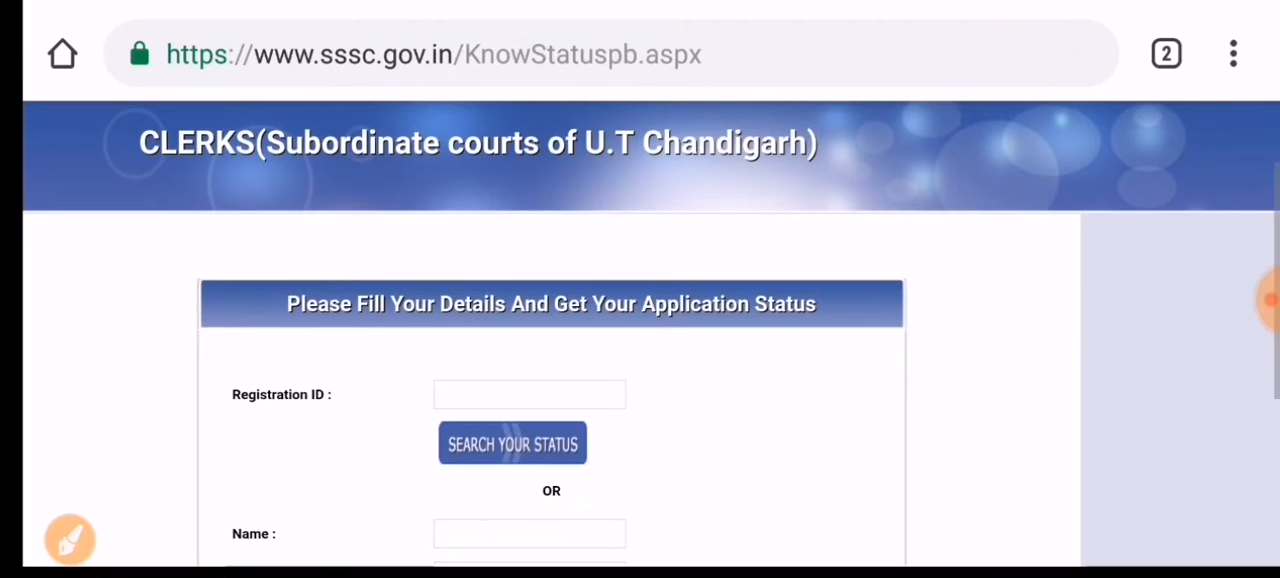 https://www.sssc.gov.in/KnowStatuspb.aspx
2
CLERKS(Subordinate courts of U.T Chandigarh)
Please Fill Your Details And Get Your Application Status
Registration ID :
SEARCH YOUR STATUS
OR
Name :